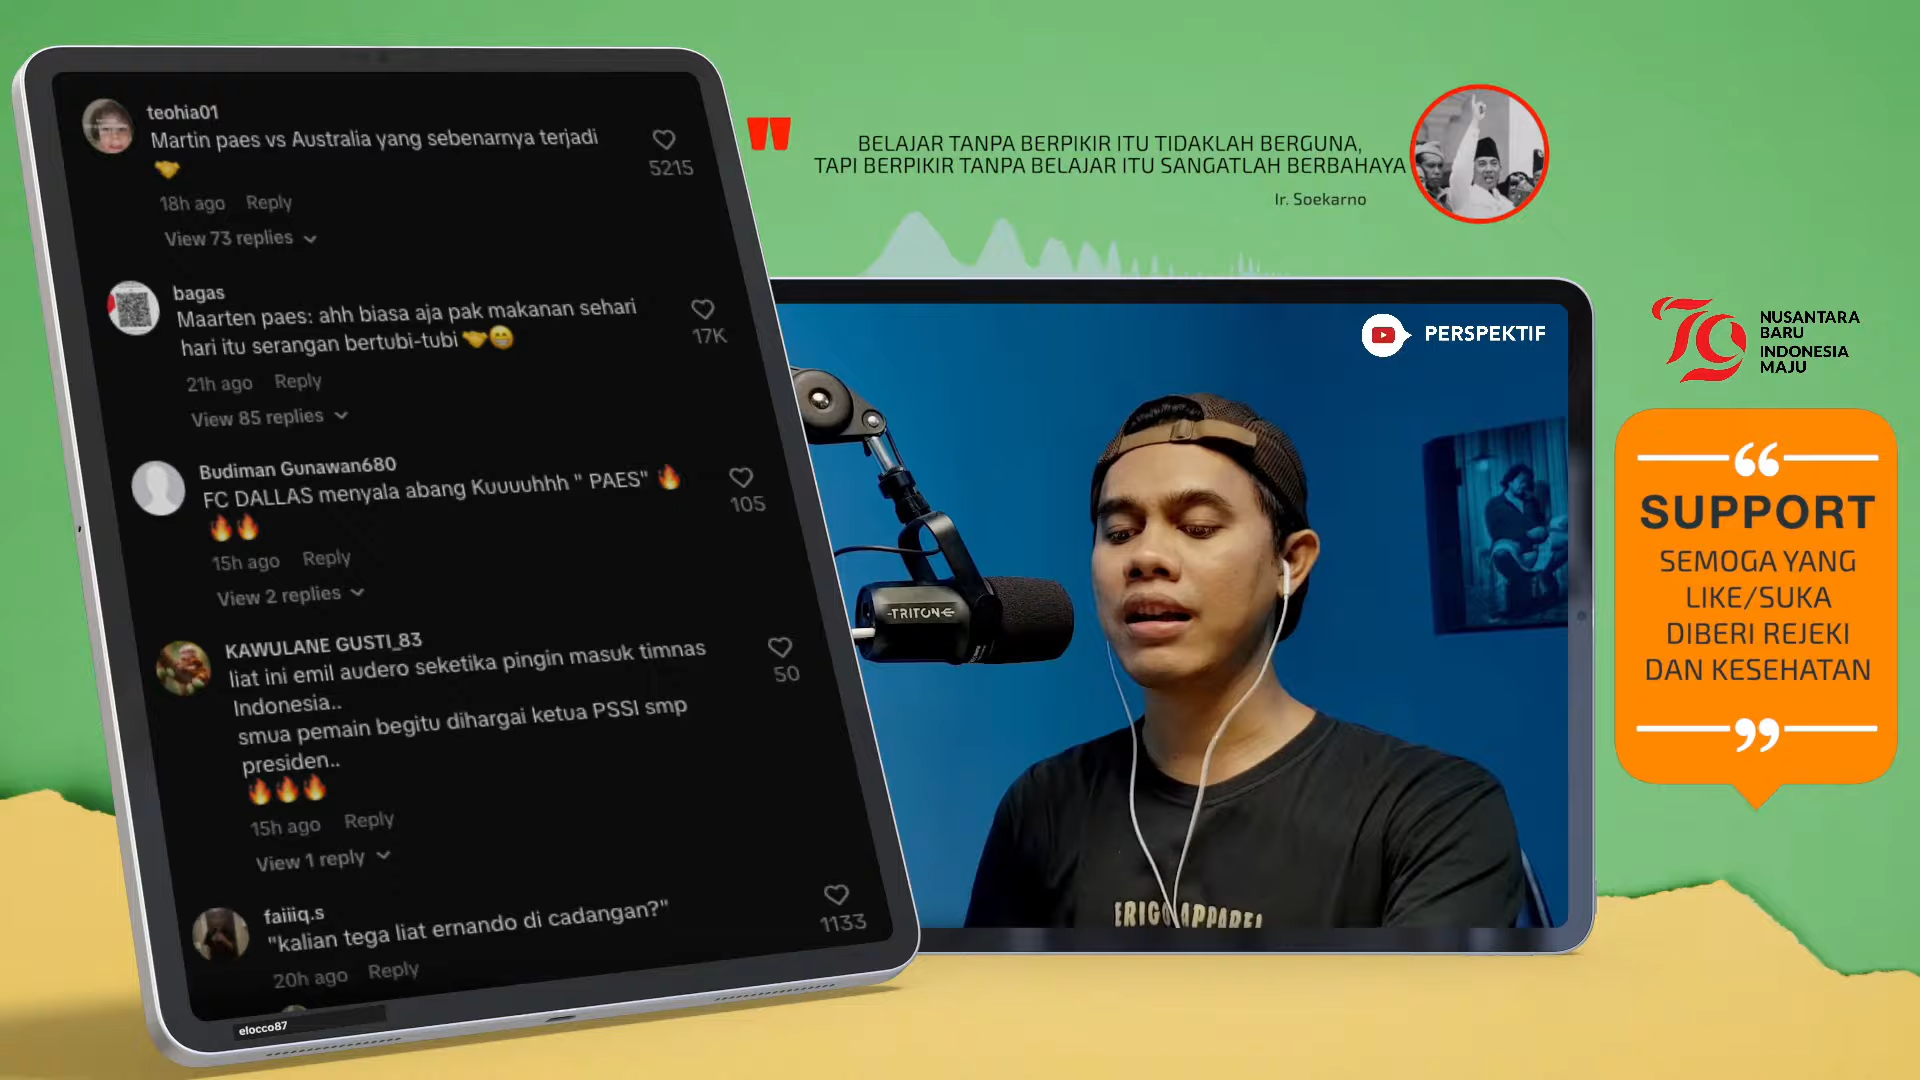 teohia01
Martin paes vs Australia yang sebenarnya terjadi
🤝
5215
18h ago Reply
View 73 replies
bagas
Maarten paes: ahh biasa aja pak makanan sehari
hari itu serangan bertubi-tubi🤝😁
17K
21h ago Reply
View 85 replies
Budiman Gunawan680
FC DALLAS menyala abang Kuuuuhhh " PAES" 🔥
🔥🔥
105
15h ago Reply
View 2 replies
KAWULANE GUSTI_83
liat ini emil audero seketika pingin masuk timnas
Indonesia..
smua pemain begitu dihargai ketua PSSI smp
presiden..
🔥🔥🔥
50
15h ago Reply
View 1 reply
faiiiq.s
"kalian tega liat ernando di cadangan?"
1133
20h ago Reply
elocco87
BELAJAR TANPA BERPIKIR ITU TIDAKLAH BERGUNA,
TAPI BERPIKIR TANPA BELAJAR ITU SANGATLAH BERBAHAYA
Ir. Soekarno
PERSPEKTIF
TRITON
ERIGO APPAREL
79
NUSANTARA
BARU
INDONESIA
MAJU
SUPPORT
SEMOGA YANG
LIKE/SUKA
DIBERI REJEKI
DAN KESEHATAN